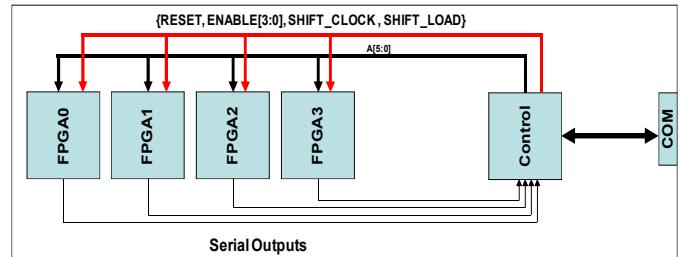 {RESET, ENABLE[3:0], SHIFT_CLOCK , SHIFT_LOAD}
A[5:0]
FPGA0
FPGA1
FPGA2
FPGA3
Control
COM
Serial Outputs